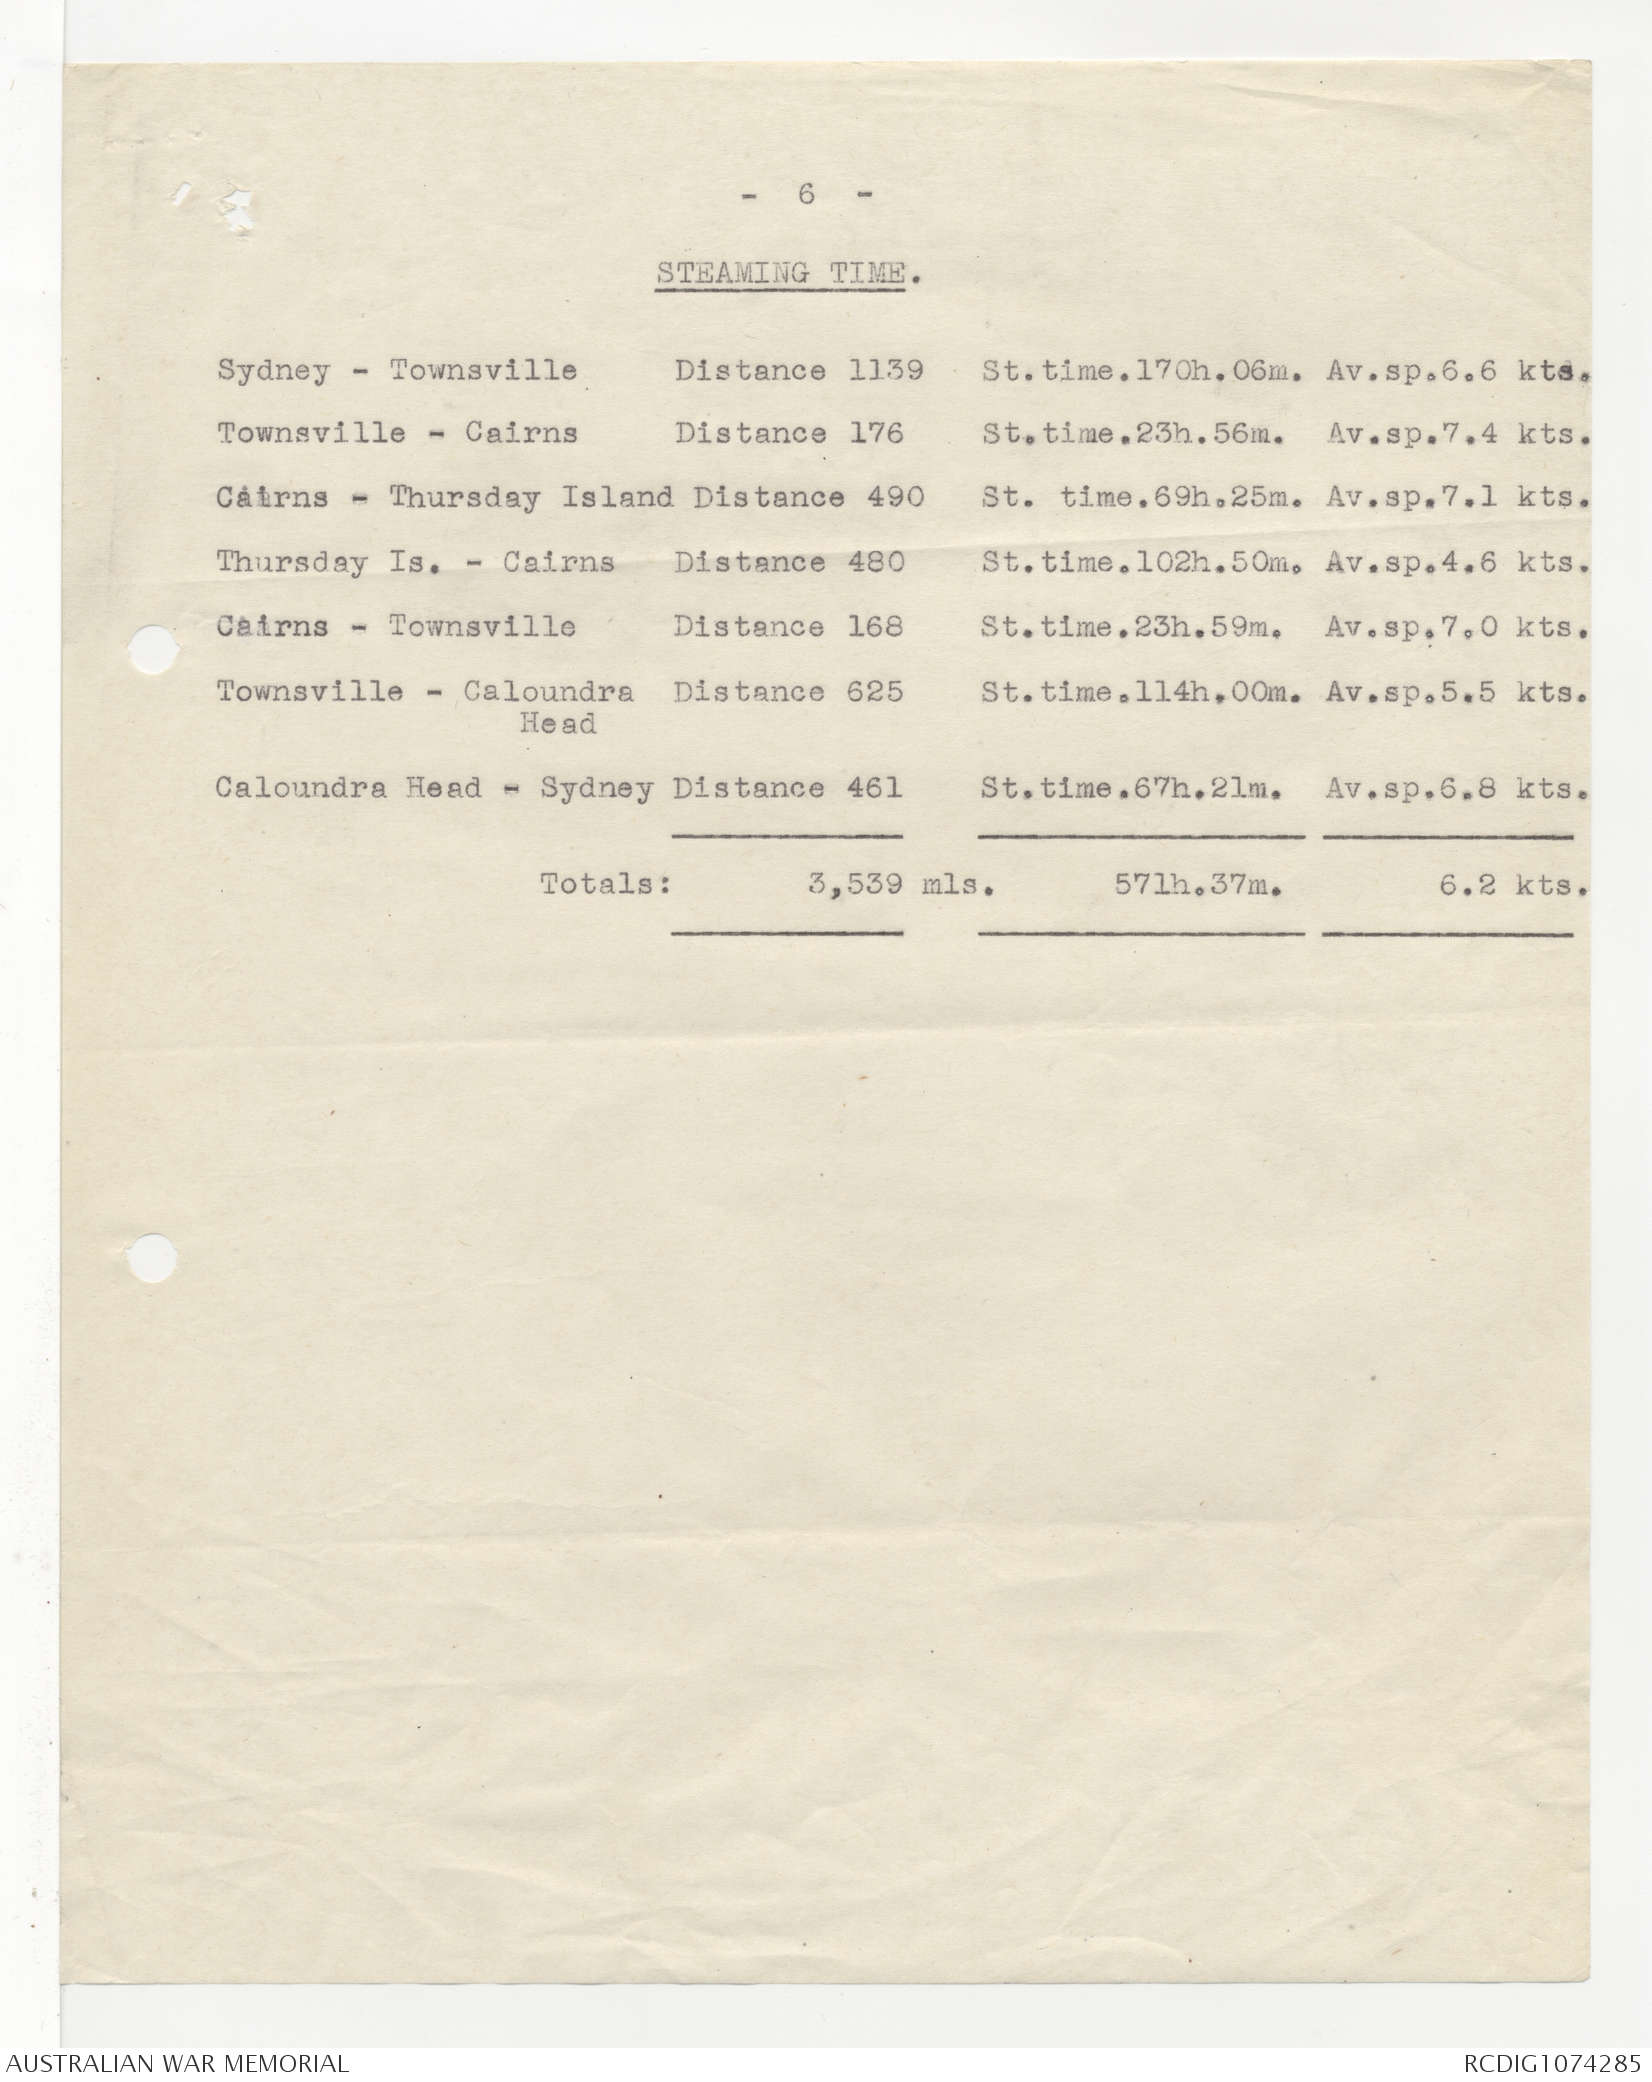 - 6 -
STEAMING TIME.
Sydney - Townsville Distance 1139 St.time.170h.06m. Av.sp.6.6 kts.
Townsville - Cairns Distance 176 St.time.23h.56m. Av.sp.7.4 kts.
Cairns - Thursday Island Distance 490 St. time.69h.25m. Av.sp.7.1 kts.
Thursday Is. - Cairns Distance 480 St.time.102h.50m. Av.sp.4.6 kts.
Cairns - Townsville Distance 168 St.time.23h.59m. Av.sp.7.0 kts.
Townsville - Caloundra Distance 625 St.time.114h.00m. Av.sp.5.5 kts.
Head
Caloundra Head - Sydney Distance 461 St.time.67h.21m. Av.sp.6.8 kts.
Totals: 3,539 mls. 571h.37m. 6.2 kts.
AUSTRALIAN WAR MEMORIAL RCDIG1074285